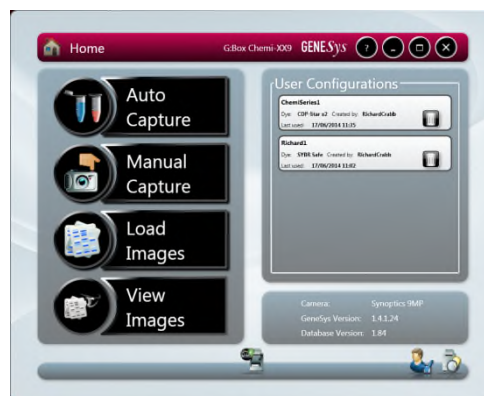 Home
G:Box Chemi-XX9 GENESys
?
Auto
Capture
Manual
Capture
Load
Images
View
Images
User Configurations
ChemiSeries1
Dye: CDP-Star x2 Created by: RichardCrabb
Last used: 17/06/2014 11:35
Richard1
Dye: SYBR Safe Created by: RichardCrabb
Last used: 17/06/2014 11:02
Camera: Synoptics 9MP
GeneSys Version: 1.4.1.24
Database Version: 1.84